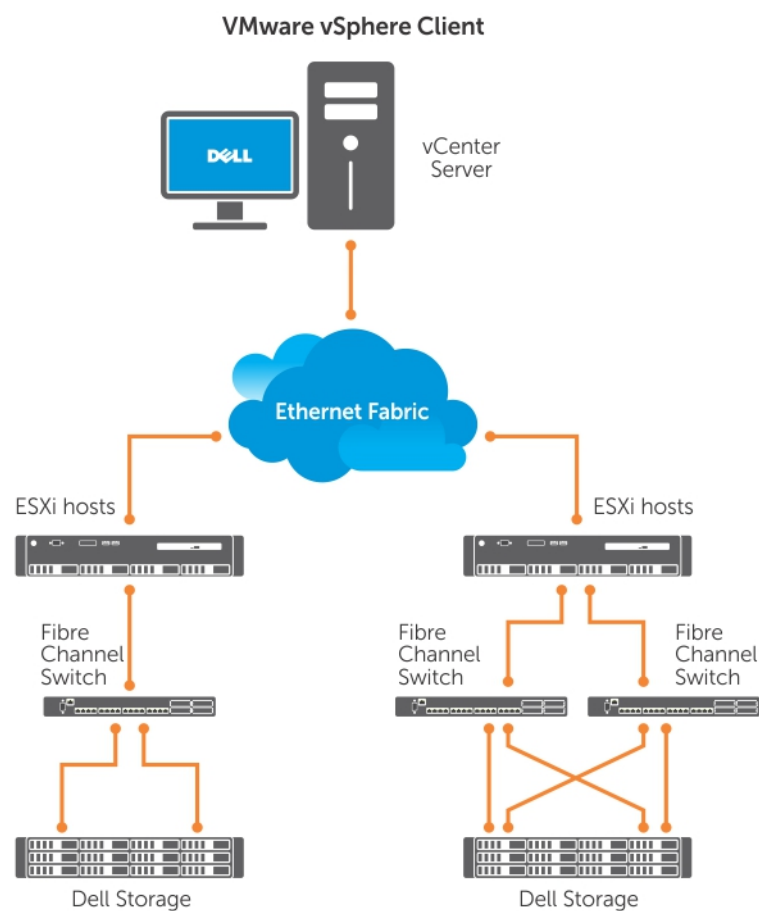 VMware vSphere Client
DELL
vCenter
Server
Ethernet Fabric
ESXi hosts
ESXi hosts
Fibre
Channel
Switch
Fibre
Channel
Switch
Fibre
Channel
Switch
Dell Storage
Dell Storage